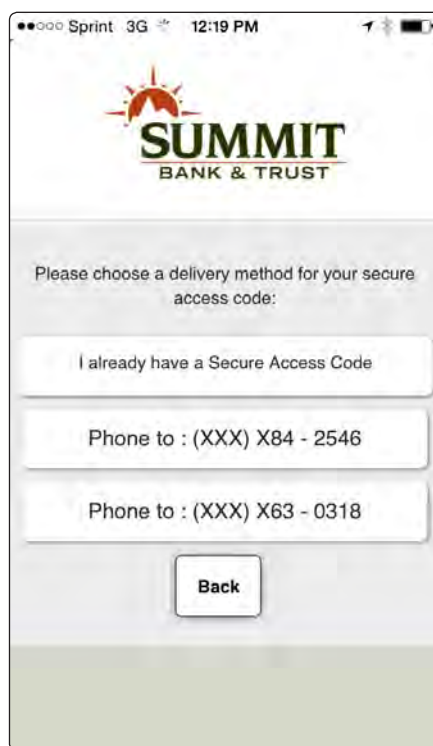 Sprint 3G 12:19 PM
SUMMIT
BANK & TRUST
Please choose a delivery method for your secure
access code:
I already have a Secure Access Code
Phone to : (XXX) X84 - 2546
Phone to : (XXX) X63 - 0318
Back